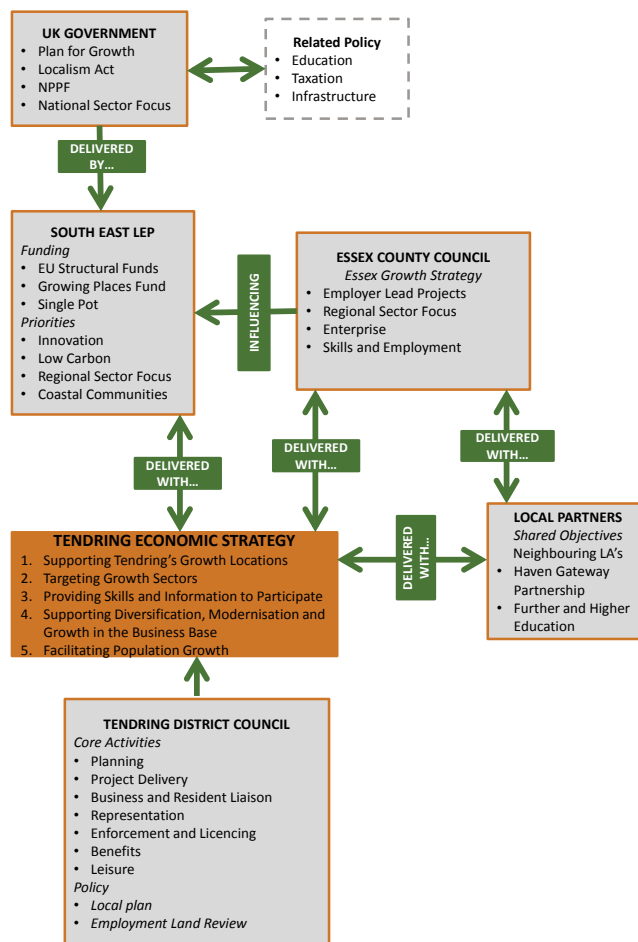 UK GOVERNMENT
• Plan for Growth
• Localism Act
• NPPF
• National Sector Focus
Related Policy
• Education
• Taxation
• Infrastructure
DELIVERED
BY…
SOUTH EAST LEP
Funding
• EU Structural Funds
• Growing Places Fund
• Single Pot
Priorities
• Innovation
• Low Carbon
• Regional Sector Focus
• Coastal Communities
INFLUENCING
ESSEX COUNTY COUNCIL
Essex Growth Strategy
• Employer Lead Projects
• Regional Sector Focus
• Enterprise
• Skills and Employment
DELIVERED
WITH…
DELIVERED
WITH…
DELIVERED
WITH…
TENDRING ECONOMIC STRATEGY
1. Supporting Tendring’s Growth Locations
2. Targeting Growth Sectors
3. Providing Skills and Information to Participate
4. Supporting Diversification, Modernisation and
Growth in the Business Base
5. Facilitating Population Growth
DELIVERED
WITH…
LOCAL PARTNERS
Shared Objectives
Neighbouring LA’s
• Haven Gateway
Partnership
• Further and Higher
Education
TENDRING DISTRICT COUNCIL
Core Activities
• Planning
• Project Delivery
• Business and Resident Liaison
• Representation
• Enforcement and Licencing
• Benefits
• Leisure
Policy
• Local plan
• Employment Land Review